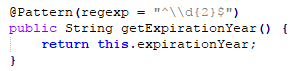 @Pattern(regexp = "^\\d{2}$")
public String getExpirationYear() {
    return this.expirationYear;
}